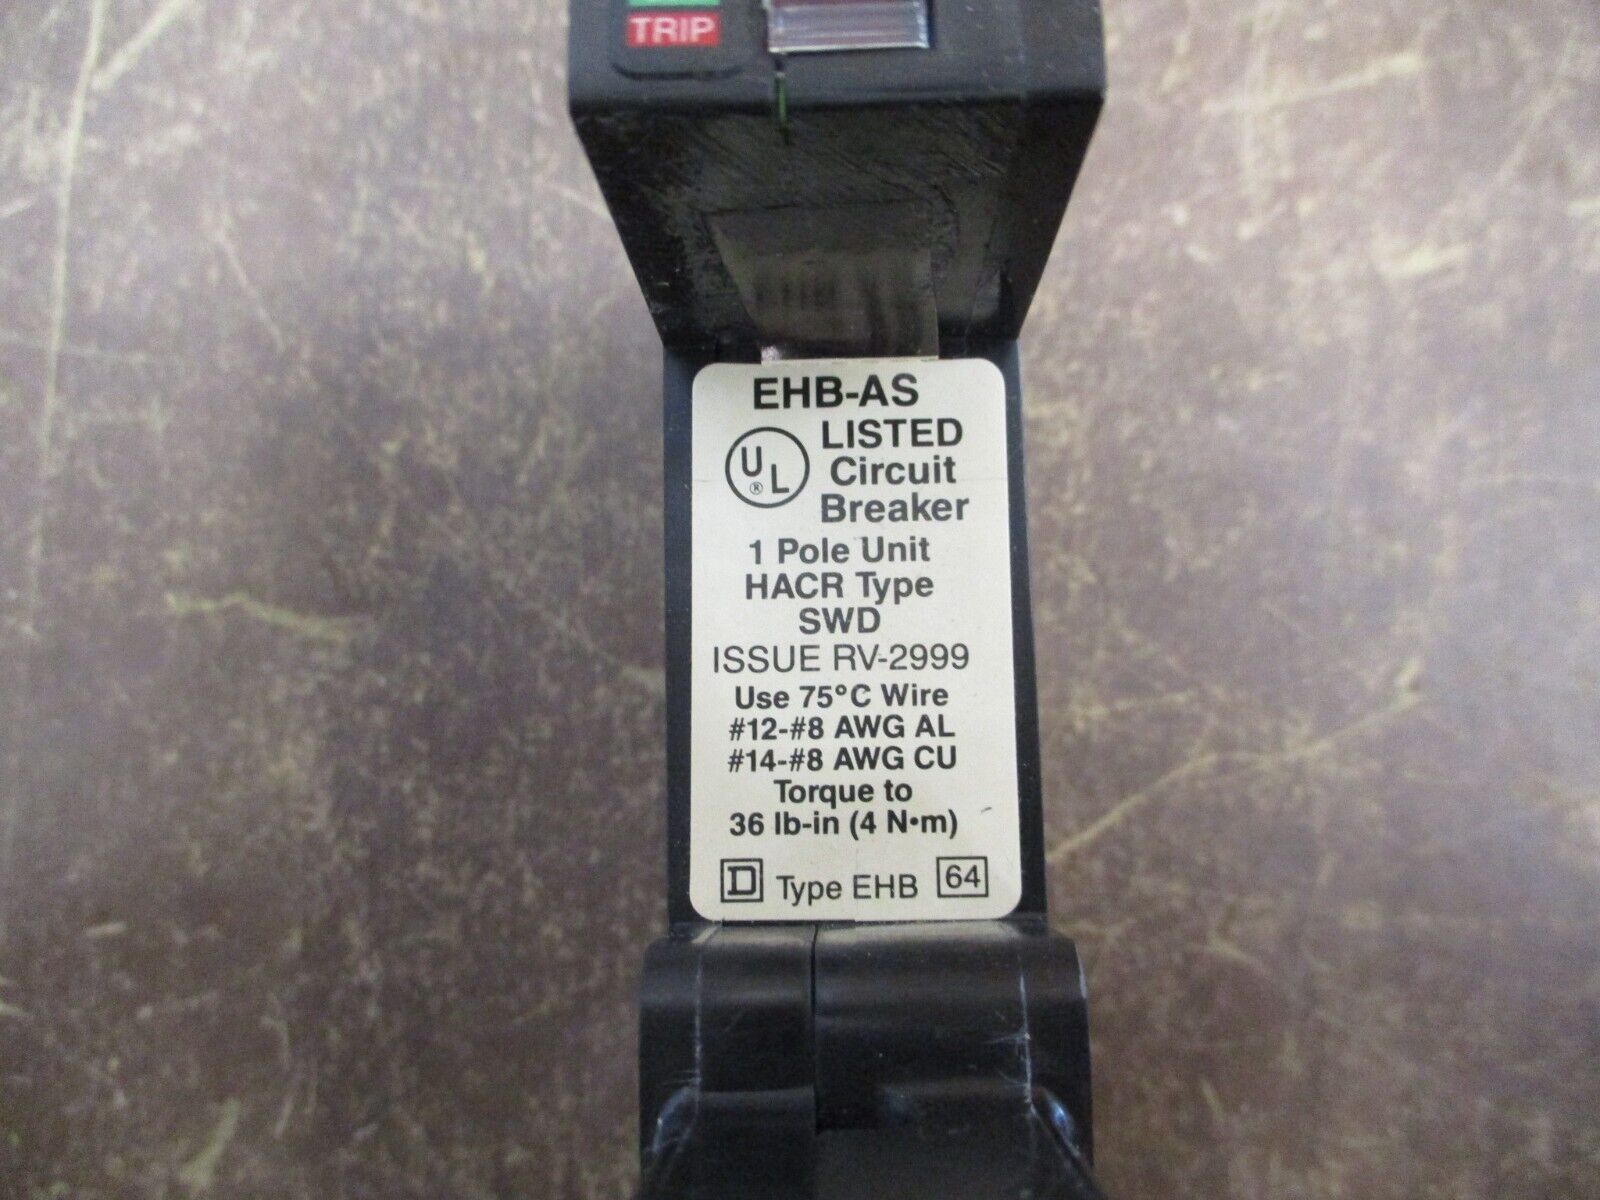 TRIP
EHB-AS
UL® LISTED
Circuit
Breaker
1 Pole Unit
HACR Type
SWD
ISSUE RV-2999
Use 75°C Wire
#12-#8 AWG AL
#14-#8 AWG CU
Torque to
36 lb-in (4 N•m)
D Type EHB 64